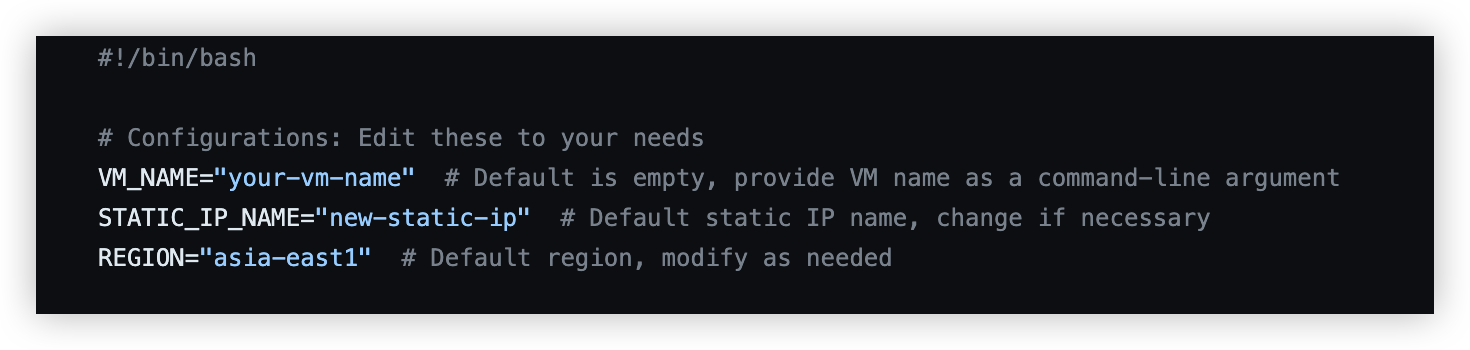 #!/bin/bash
# Configurations: Edit these to your needs
VM_NAME="your-vm-name"  # Default is empty, provide VM name as a command-line argument
STATIC_IP_NAME="new-static-ip"  # Default static IP name, change if necessary
REGION="asia-east1"  # Default region, modify as needed